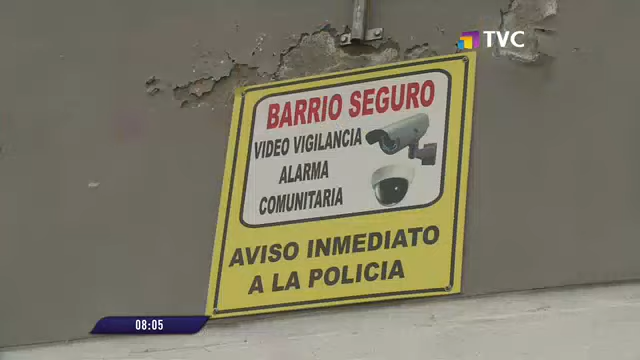 TVC
BARRIO SEGURO
VIDEO VIGILANCIA
ALARMA
COMUNITARIA
AVISO INMEDIATO
A LA POLICIA
08:05